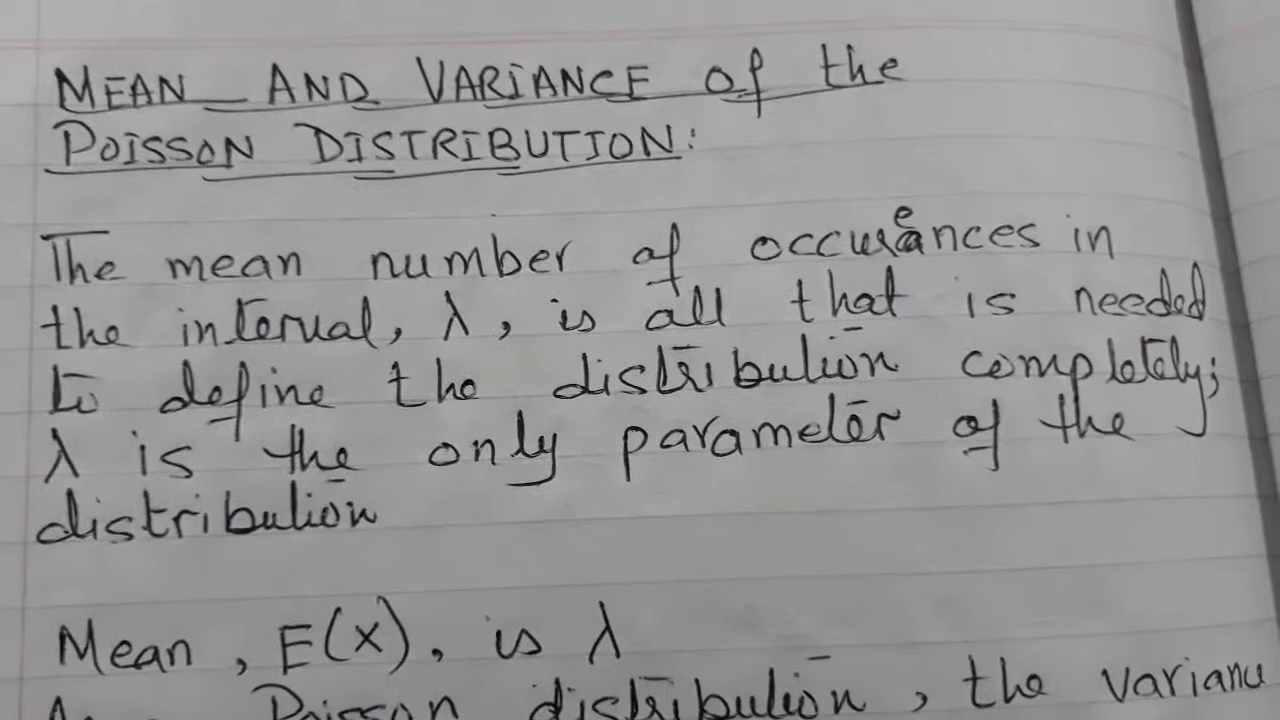 MEAN AND VARIANCE of the
POISSON DISTRIBUTION:
The mean number of occurences in
the interval, λ, is all that is needed
to define the distribution completely;
λ is the only parameter of the
distribution
Mean, E(X), is λ
Poisson distribution, the variance